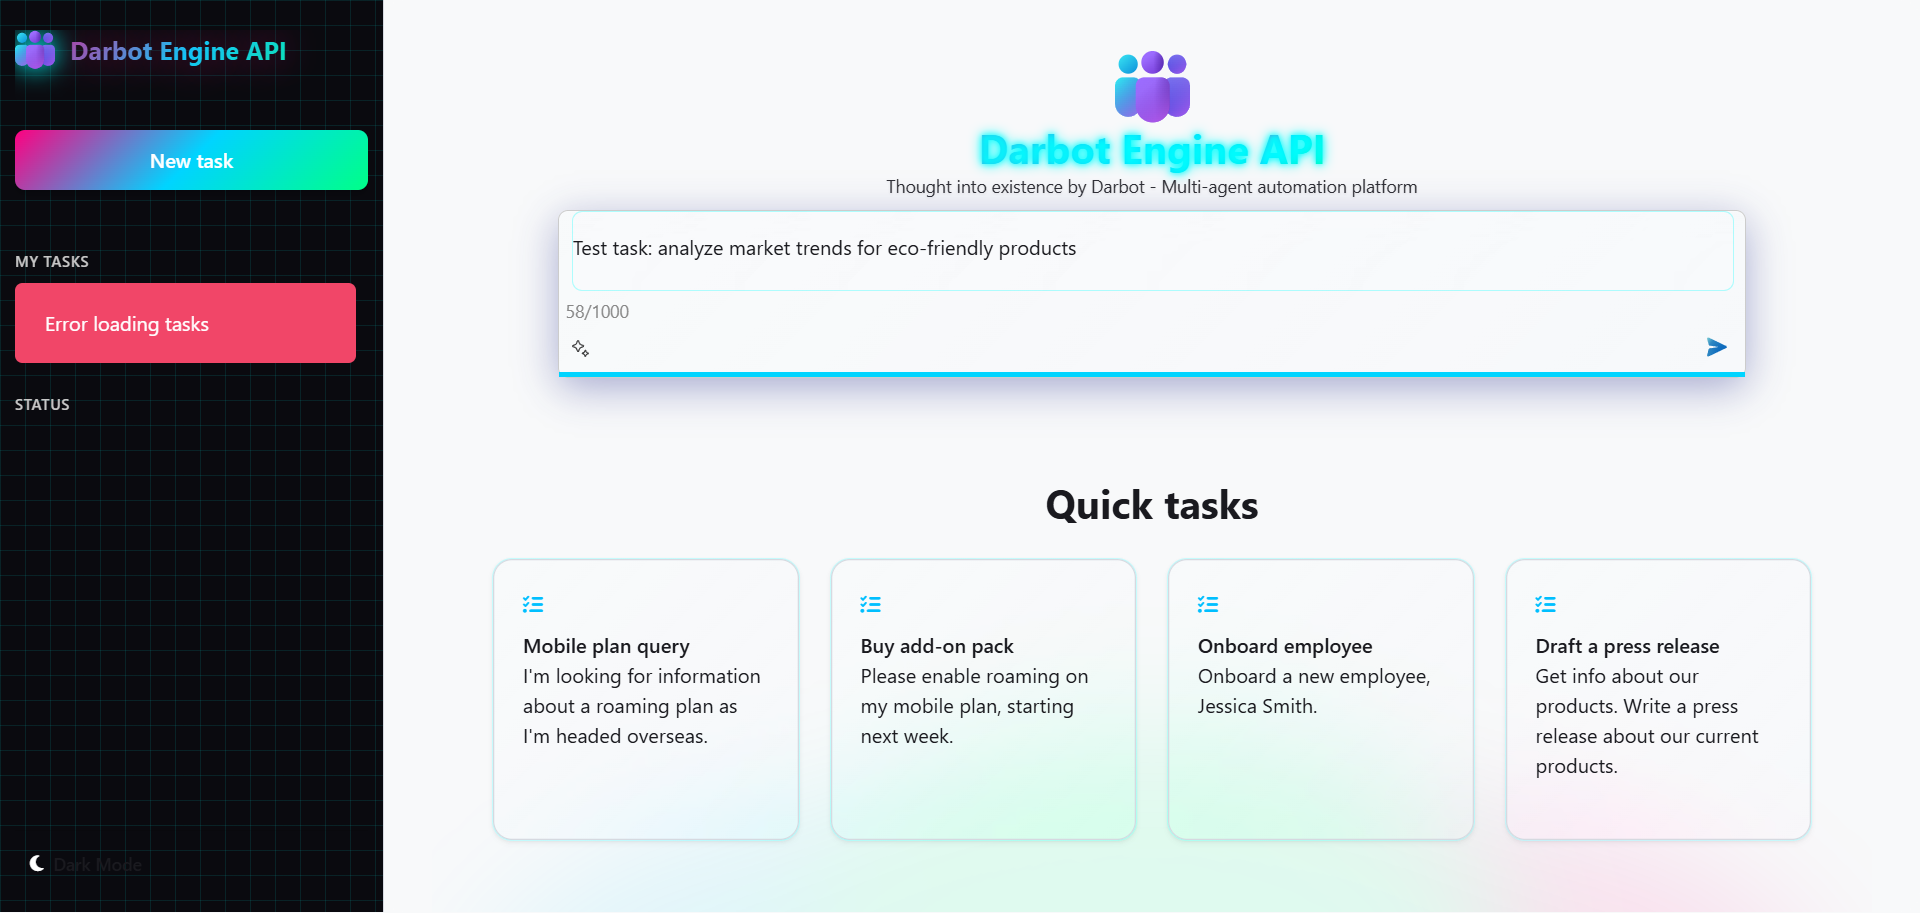 Darbot Engine API
New task
MY TASKS
Error loading tasks
STATUS
Dark Mode
Darbot Engine API
Thought into existence by Darbot - Multi-agent automation platform
Test task: analyze market trends for eco-friendly products
58/1000
Quick tasks
Mobile plan query
I'm looking for information
about a roaming plan as
I'm headed overseas.
Buy add-on pack
Please enable roaming on
my mobile plan, starting
next week.
Onboard employee
Onboard a new employee,
Jessica Smith.
Draft a press release
Get info about our
products. Write a press
release about our current
products.